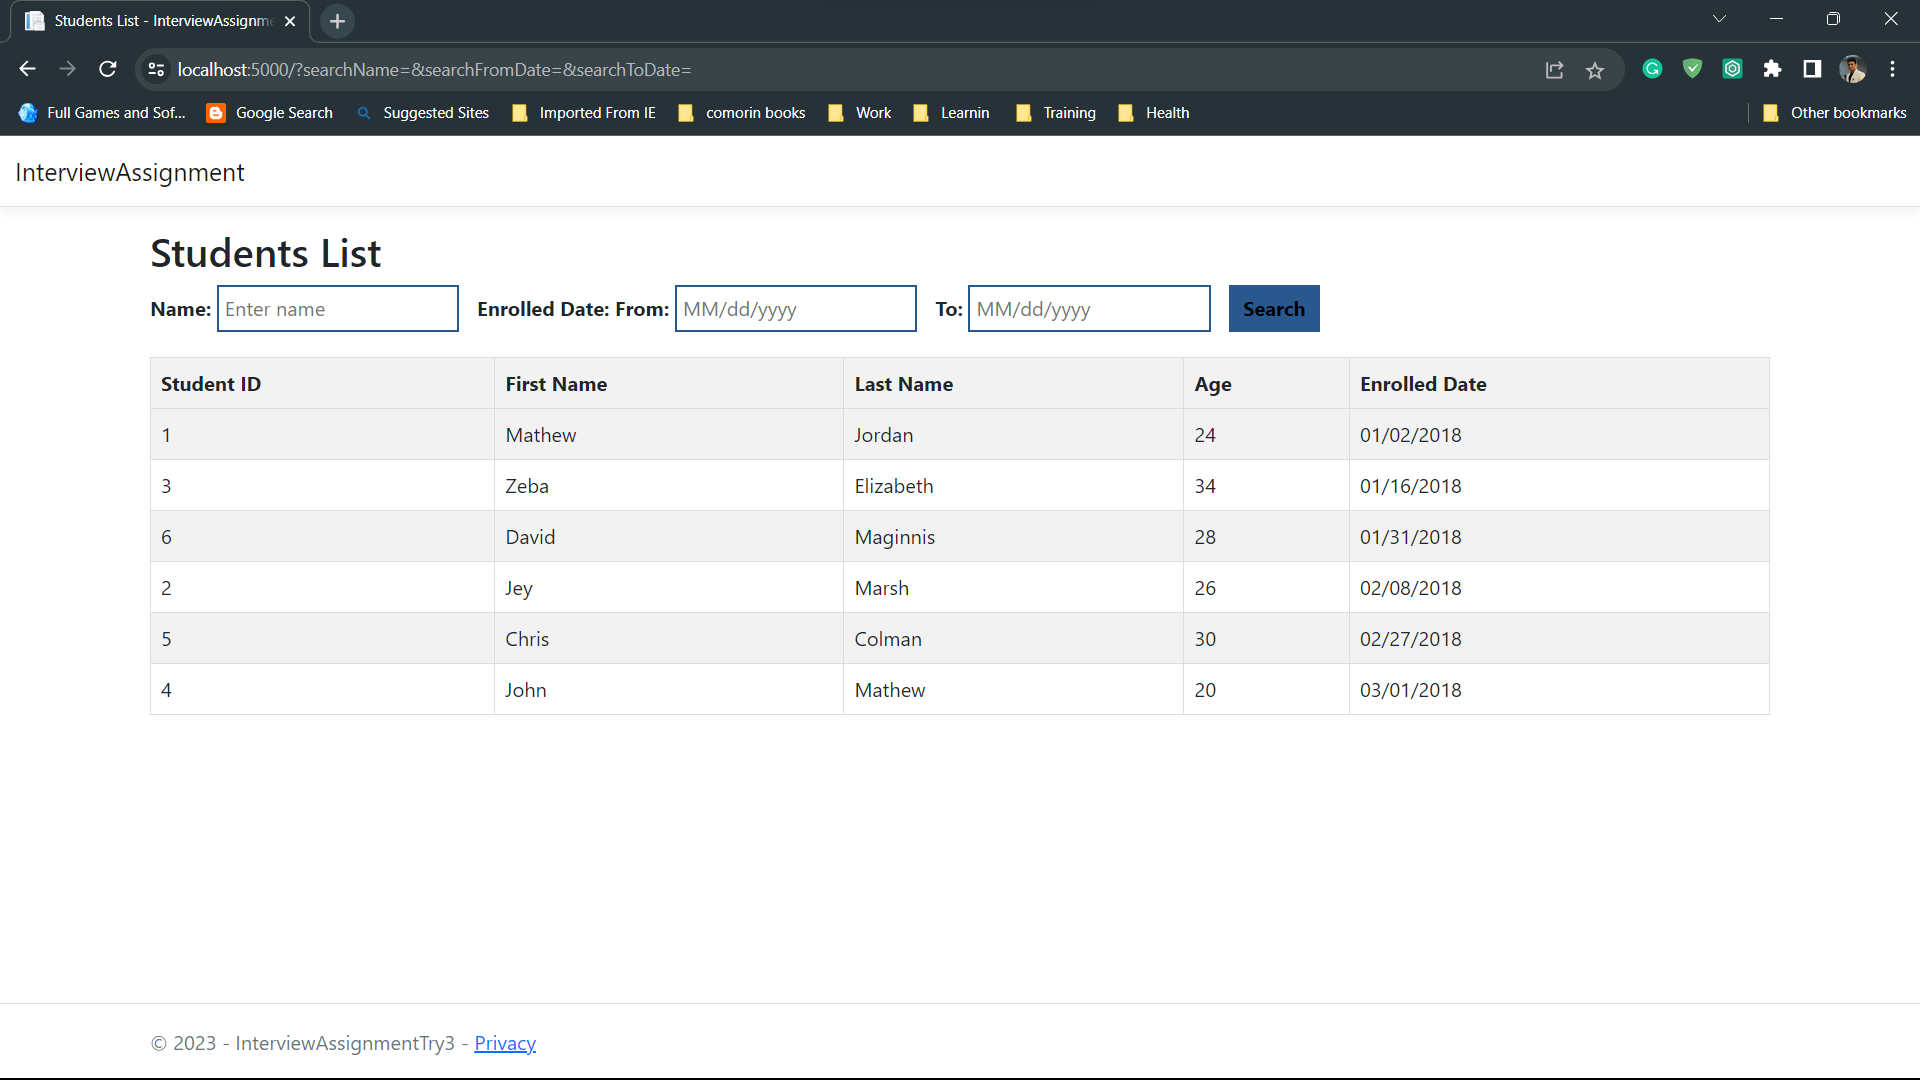 Students List - InterviewAssignm
localhost:5000/?searchName=&searchFromDate=&searchToDate=
Full Games and Sof... Google Search Suggested Sites Imported From IE comorin books Work Learnin Training Health Other bookmarks
InterviewAssignment
Students List
Name: Enter name Enrolled Date: From: MM/dd/yyyy To: MM/dd/yyyy Search
Student ID First Name Last Name Age Enrolled Date
1 Mathew Jordan 24 01/02/2018
3 Zeba Elizabeth 34 01/16/2018
6 David Maginnis 28 01/31/2018
2 Jey Marsh 26 02/08/2018
5 Chris Colman 30 02/27/2018
4 John Mathew 20 03/01/2018
© 2023 - InterviewAssignmentTry3 - Privacy